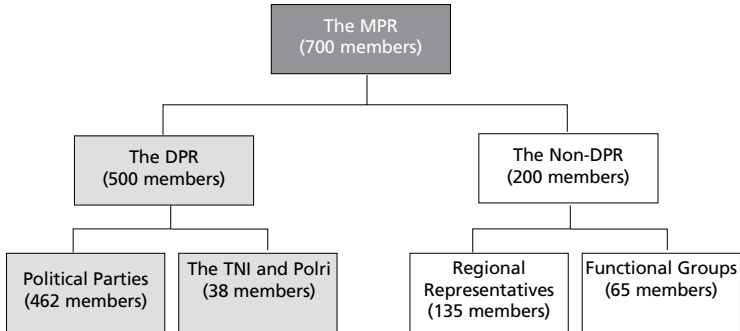 The MPR
(700 members)
The DPR
(500 members)
The Non-DPR
(200 members)
Political Parties
(462 members)
The TNI and Polri
(38 members)
Regional
Representatives
(135 members)
Functional Groups
(65 members)